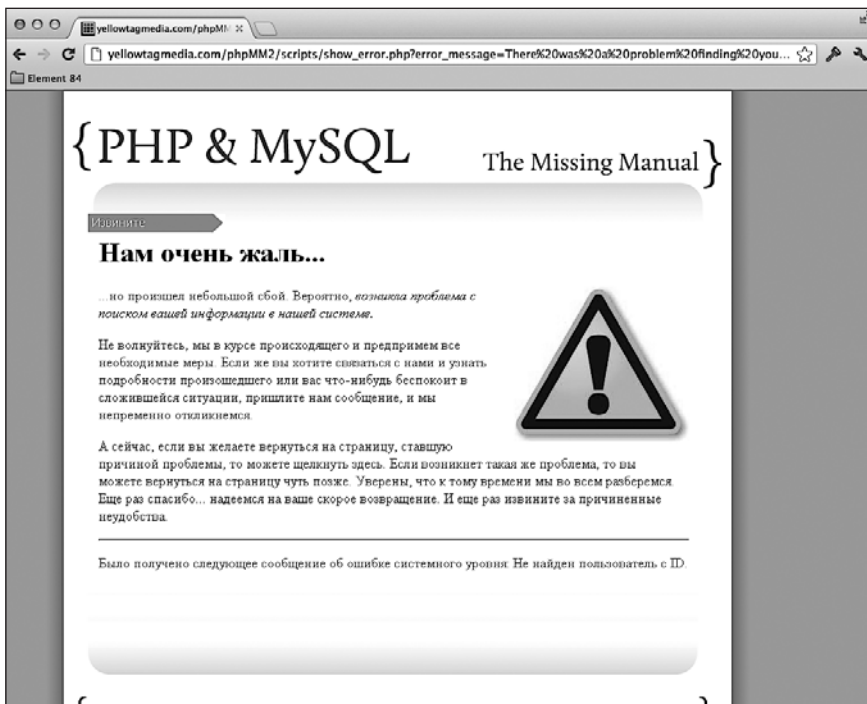 yellowtagmedia.com/phpMM
yellowtagmedia.com/phpMM2/scripts/show_error.php?error_message=There%20was%20a%20problem%20finding%20you...
Element 84
{PHP & MySQL
The Missing Manual}
Извините
Нам очень жаль...
...но произшел небольшой сбой. Вероятно, возникла проблема с
поиском вашей информации в нашей системе.
Не волнуйтесь, мы в курсе происходящего и предпримем все
необходимые меры. Если же вы хотите связаться с нами и узнать
подробности произошедшего или вас что-нибудь беспокоит в
сложившейся ситуации, пришлите нам сообщение, и мы
непременно откликнемся.
А сейчас, если вы желаете вернуться на страницу, ставшую
причиной проблемы, то можете щелкнуть здесь. Если возникнет такая же проблема, то вы
можете вернуться на страницу чуть позже. Уверены, что к тому времени мы во всем разберемся.
Еще раз спасибо... надеемся на ваше скорое возвращение. И еще раз извините за причиненные
неудобства.
Было получено следующее сообщение об ошибке системного уровня: Не найден пользователь с ID.